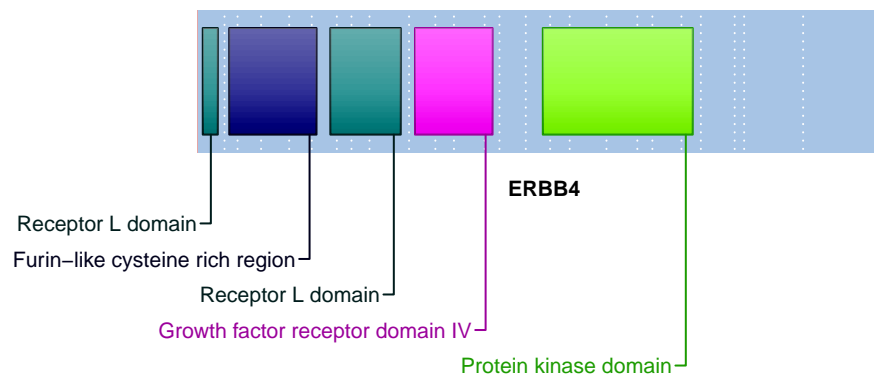 ERBB4
Receptor L domain
Furin−like cysteine rich region
Receptor L domain
Growth factor receptor domain IV
Protein kinase domain